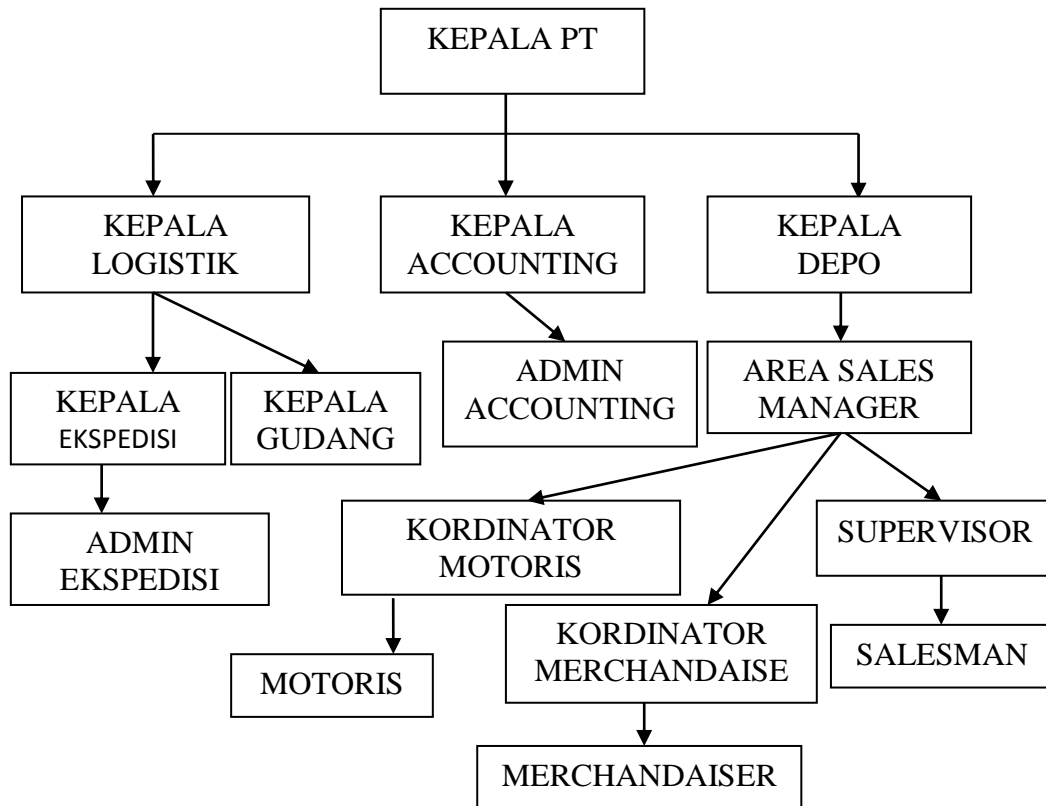 KEPALA PT
KEPALA
LOGISTIK
KEPALA
ACCOUNTING
KEPALA
DEPO
KEPALA
EKSPEDISI
KEPALA
GUDANG
ADMIN
ACCOUNTING
AREA SALES
MANAGER
ADMIN
EKSPEDISI
KORDINATOR
MOTORIS
SUPERVISOR
MOTORIS
KORDINATOR
MERCHANDAISE
SALESMAN
MERCHANDAISER